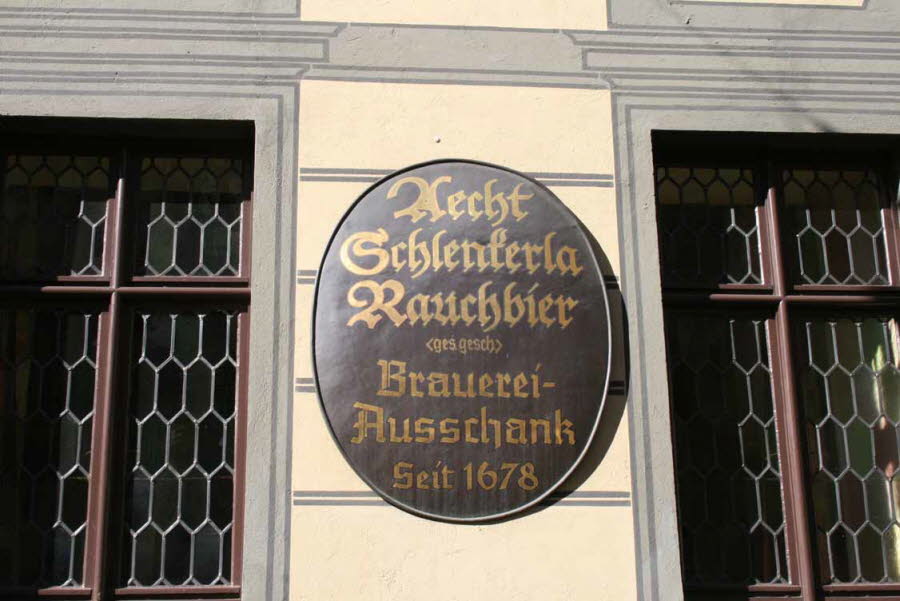 Aecht
Schlenkerla
Rauchbier
<ges.gesch>
Brauerei-
Ausschank
Seit 1678